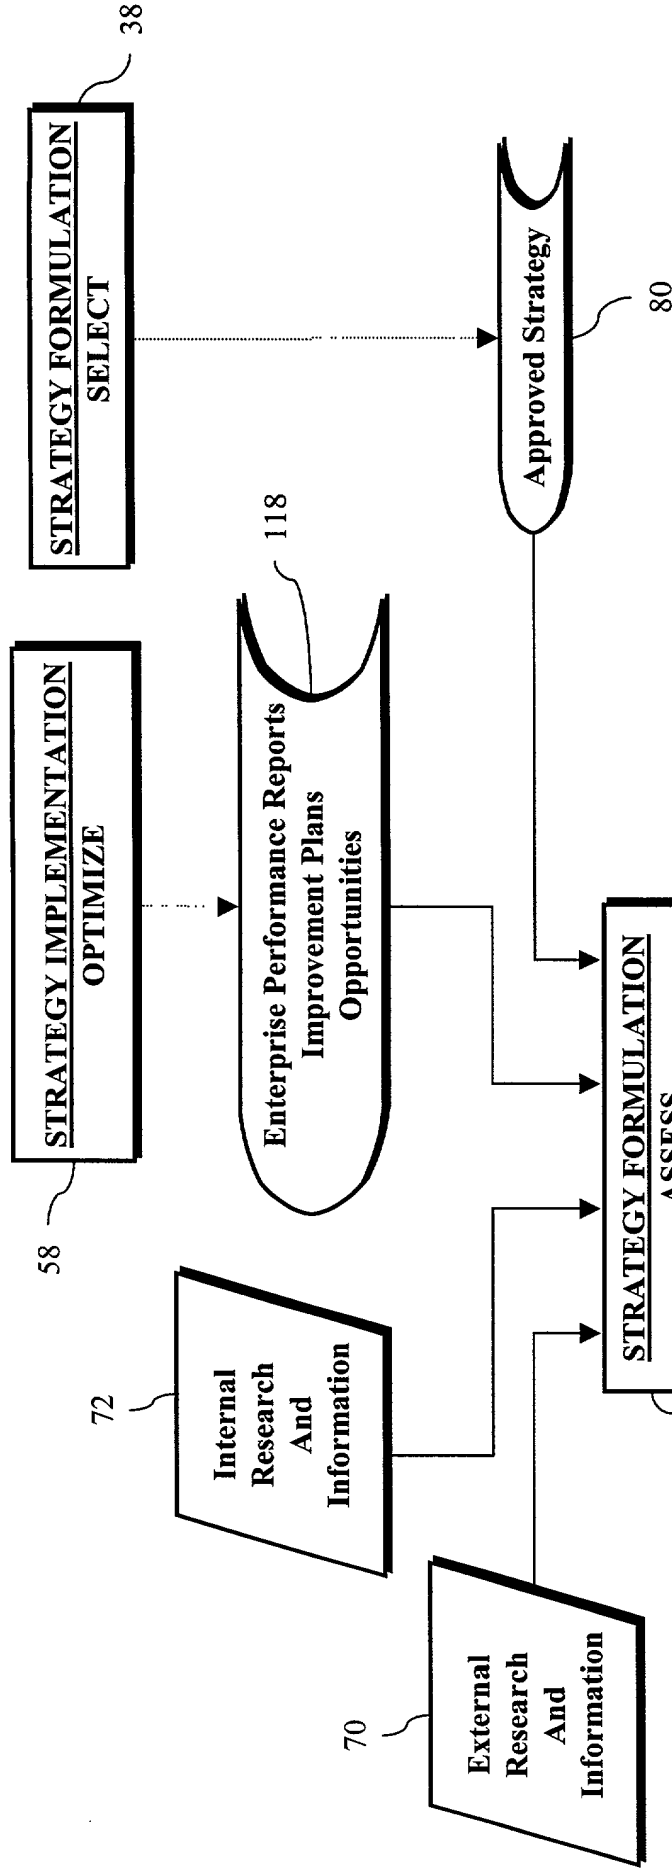 STRATEGY FORMULATION
SELECT
38
STRATEGY IMPLEMENTATION
OPTIMIZE
58
Enterprise Performance Reports
Improvement Plans
Opportunities
118
Approved Strategy
80
Internal
Research
And
Information
72
External
Research
And
Information
70
STRATEGY FORMULATION
ASSESS